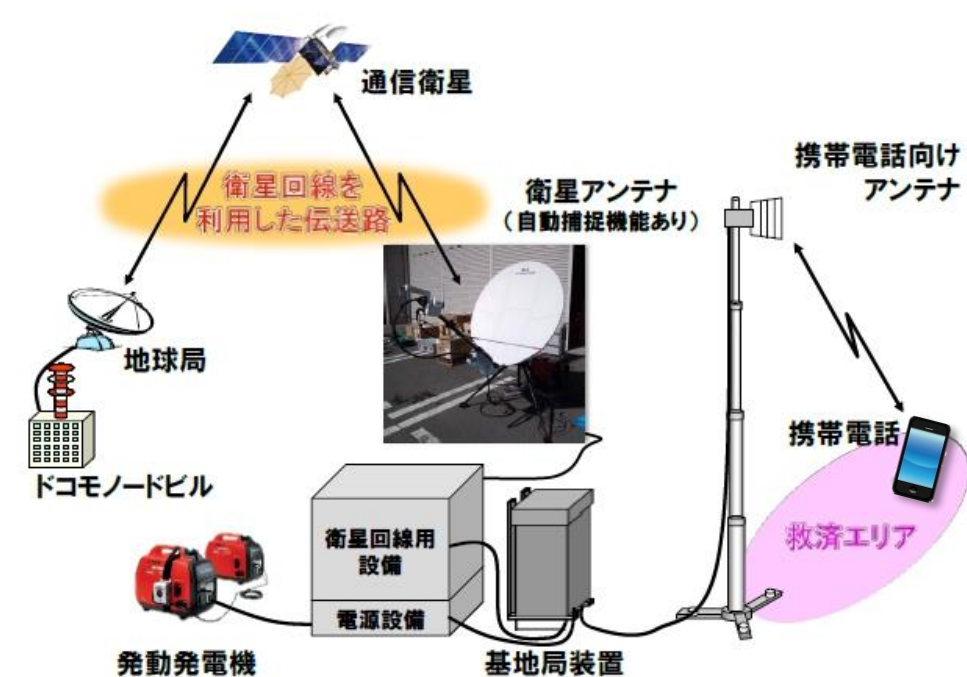 通信衛星
衛星回線を
利用した伝送路
衛星アンテナ
(自動捕捉機能あり)
携帯電話向け
アンテナ
地球局
ドコモノードビル
携帯電話
救済エリア
衛星回線用
設備
電源設備
発動発電機
基地局装置